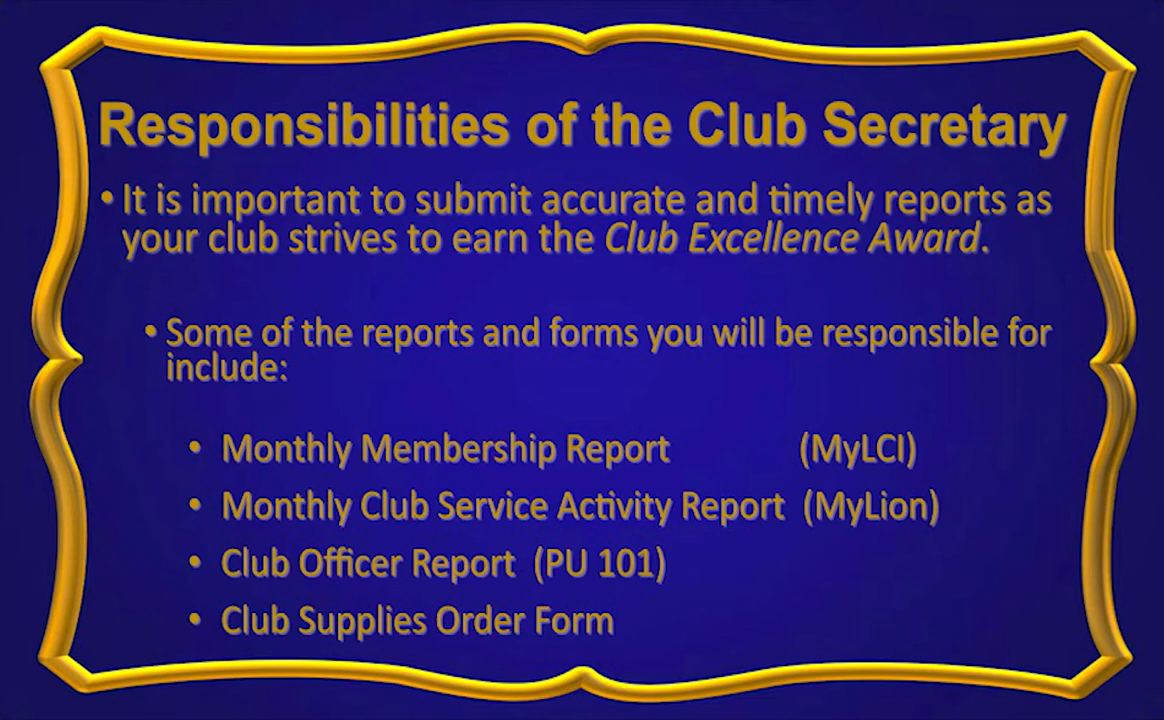 Responsibilities of the Club Secretary
• It is important to submit accurate and timely reports as
your club strives to earn the Club Excellence Award.
• Some of the reports and forms you will be responsible for
include:
• Monthly Membership Report (MyLCI)
• Monthly Club Service Activity Report (MyLion)
• Club Officer Report (PU 101)
• Club Supplies Order Form